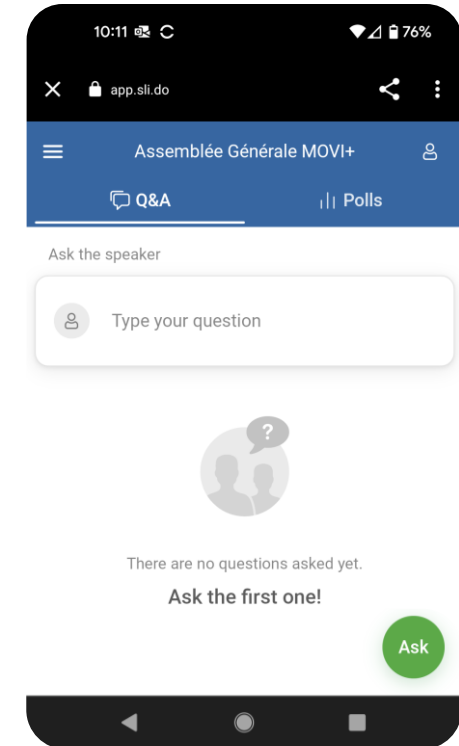 10:11 76%
app.sli.do
Assemblée Générale MOVI+
Q&A Polls
Ask the speaker
Type your question
?
There are no questions asked yet.
Ask the first one!
Ask